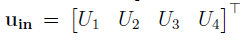 u_in = [U_1 U_2 U_3 U_4]^⊤